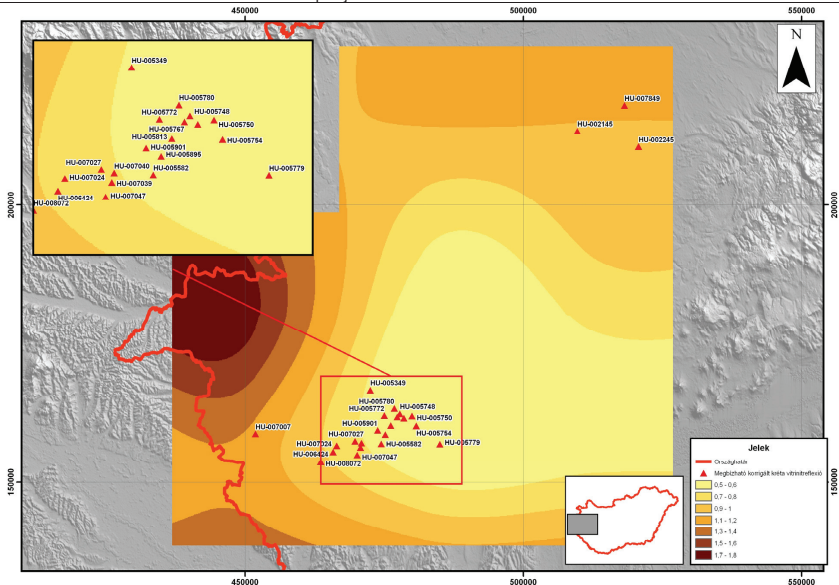 450000
500000
550000
N
HU-005349
HU-005780
HU-005772
HU-005748
HU-005767
HU-005750
HU-005813
HU-005754
HU-005901
HU-005895
HU-007027
HU-007040
HU-005582
HU-005779
HU-007024
HU-007039
HU-006424
HU-007047
HU-008072
HU-007849
HU-002145
HU-002245
200000
200000
HU-005349
HU-005780
HU-005772
HU-005748
HU-005750
HU-005901
HU-007007
HU-007027
HU-005754
HU-007024
HU-005582
HU-005779
HU-006424
HU-007047
HU-008072
150000
150000
Jelek
Országhatár
Megbízható korrigált kréta vitrinitreflexió
0,5 - 0,6
0,7 - 0,8
0,9 - 1
1,1 - 1,2
1,3 - 1,4
1,5 - 1,6
1,7 - 1,8
450000
500000
550000